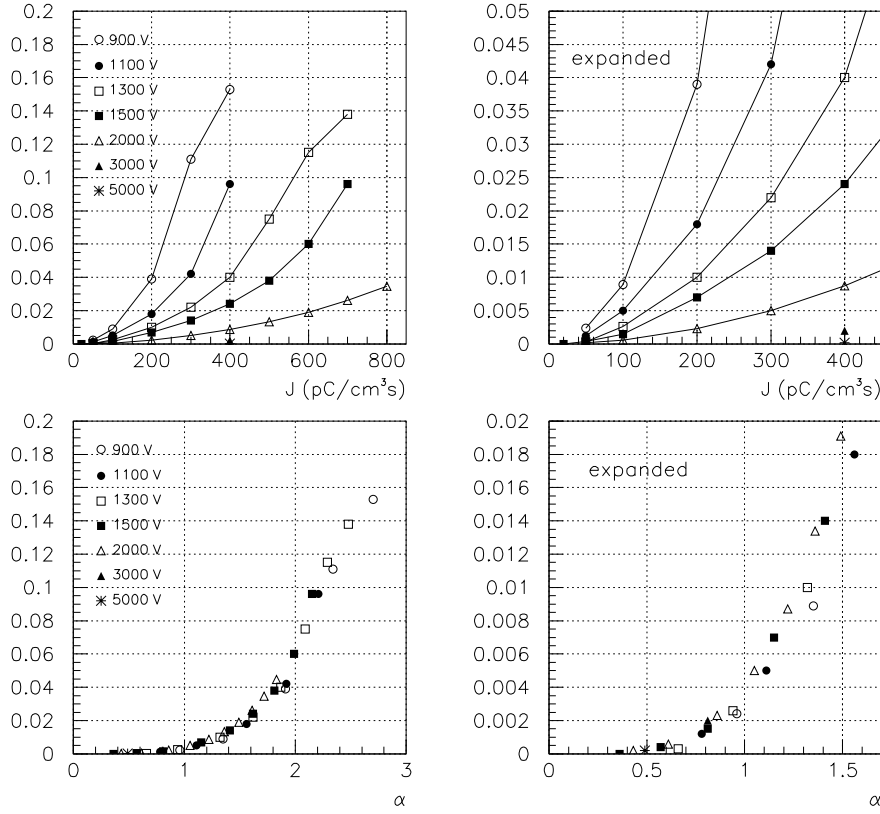 0.2
0.18
0.16
0.14
0.12
0.1
0.08
0.06
0.04
0.02
0
900 V
1100 V
1300 V
1500 V
2000 V
3000 V
5000 V
200 400 600 800
J (pC/cm³s)
0.05
0.045
0.04
0.035
0.03
0.025
0.02
0.015
0.01
0.005
0
expanded
100 200 300 400
J (pC/cm³s)
0.2
0.18
0.16
0.14
0.12
0.1
0.08
0.06
0.04
0.02
0
900 V
1100 V
1300 V
1500 V
2000 V
3000 V
5000 V
0 1 2 3
α
0.02
0.018
0.016
0.014
0.012
0.01
0.008
0.006
0.004
0.002
0
expanded
0 0.5 1 1.5
α